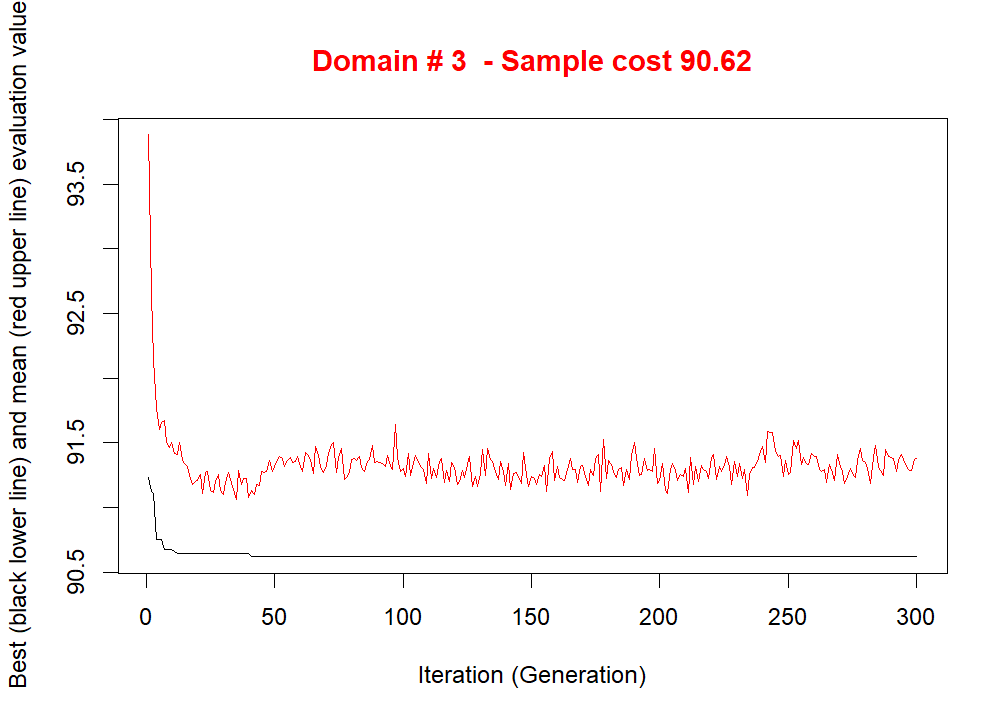 Domain # 3  - Sample cost 90.62
Best (black lower line) and mean (red upper line) evaluation value
93.5
92.5
91.5
90.5
0 50 100 150 200 250 300
Iteration (Generation)